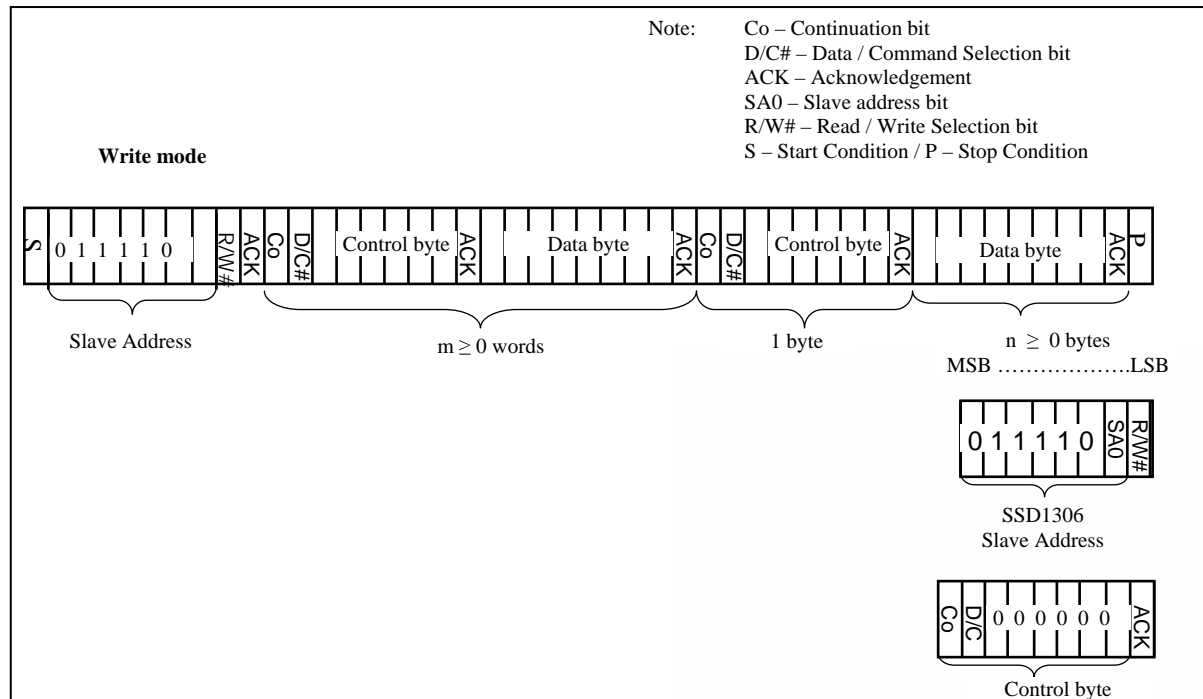 Note: Co – Continuation bit
D/C# – Data / Command Selection bit
ACK – Acknowledgement
SA0 – Slave address bit
R/W# – Read / Write Selection bit
S – Start Condition / P – Stop Condition
Write mode
S 0 1 1 1 1 0 R/W# ACK Co D/C# Control byte ACK Data byte ACK Co D/C# Control byte ACK Data byte ACK P
Slave Address m ≥ 0 words 1 byte n ≥ 0 bytes
MSB ……………….LSB
0 1 1 1 1 0 SA0 R/W#
SSD1306
Slave Address
Co D/C 0 0 0 0 0 0 ACK
Control byte